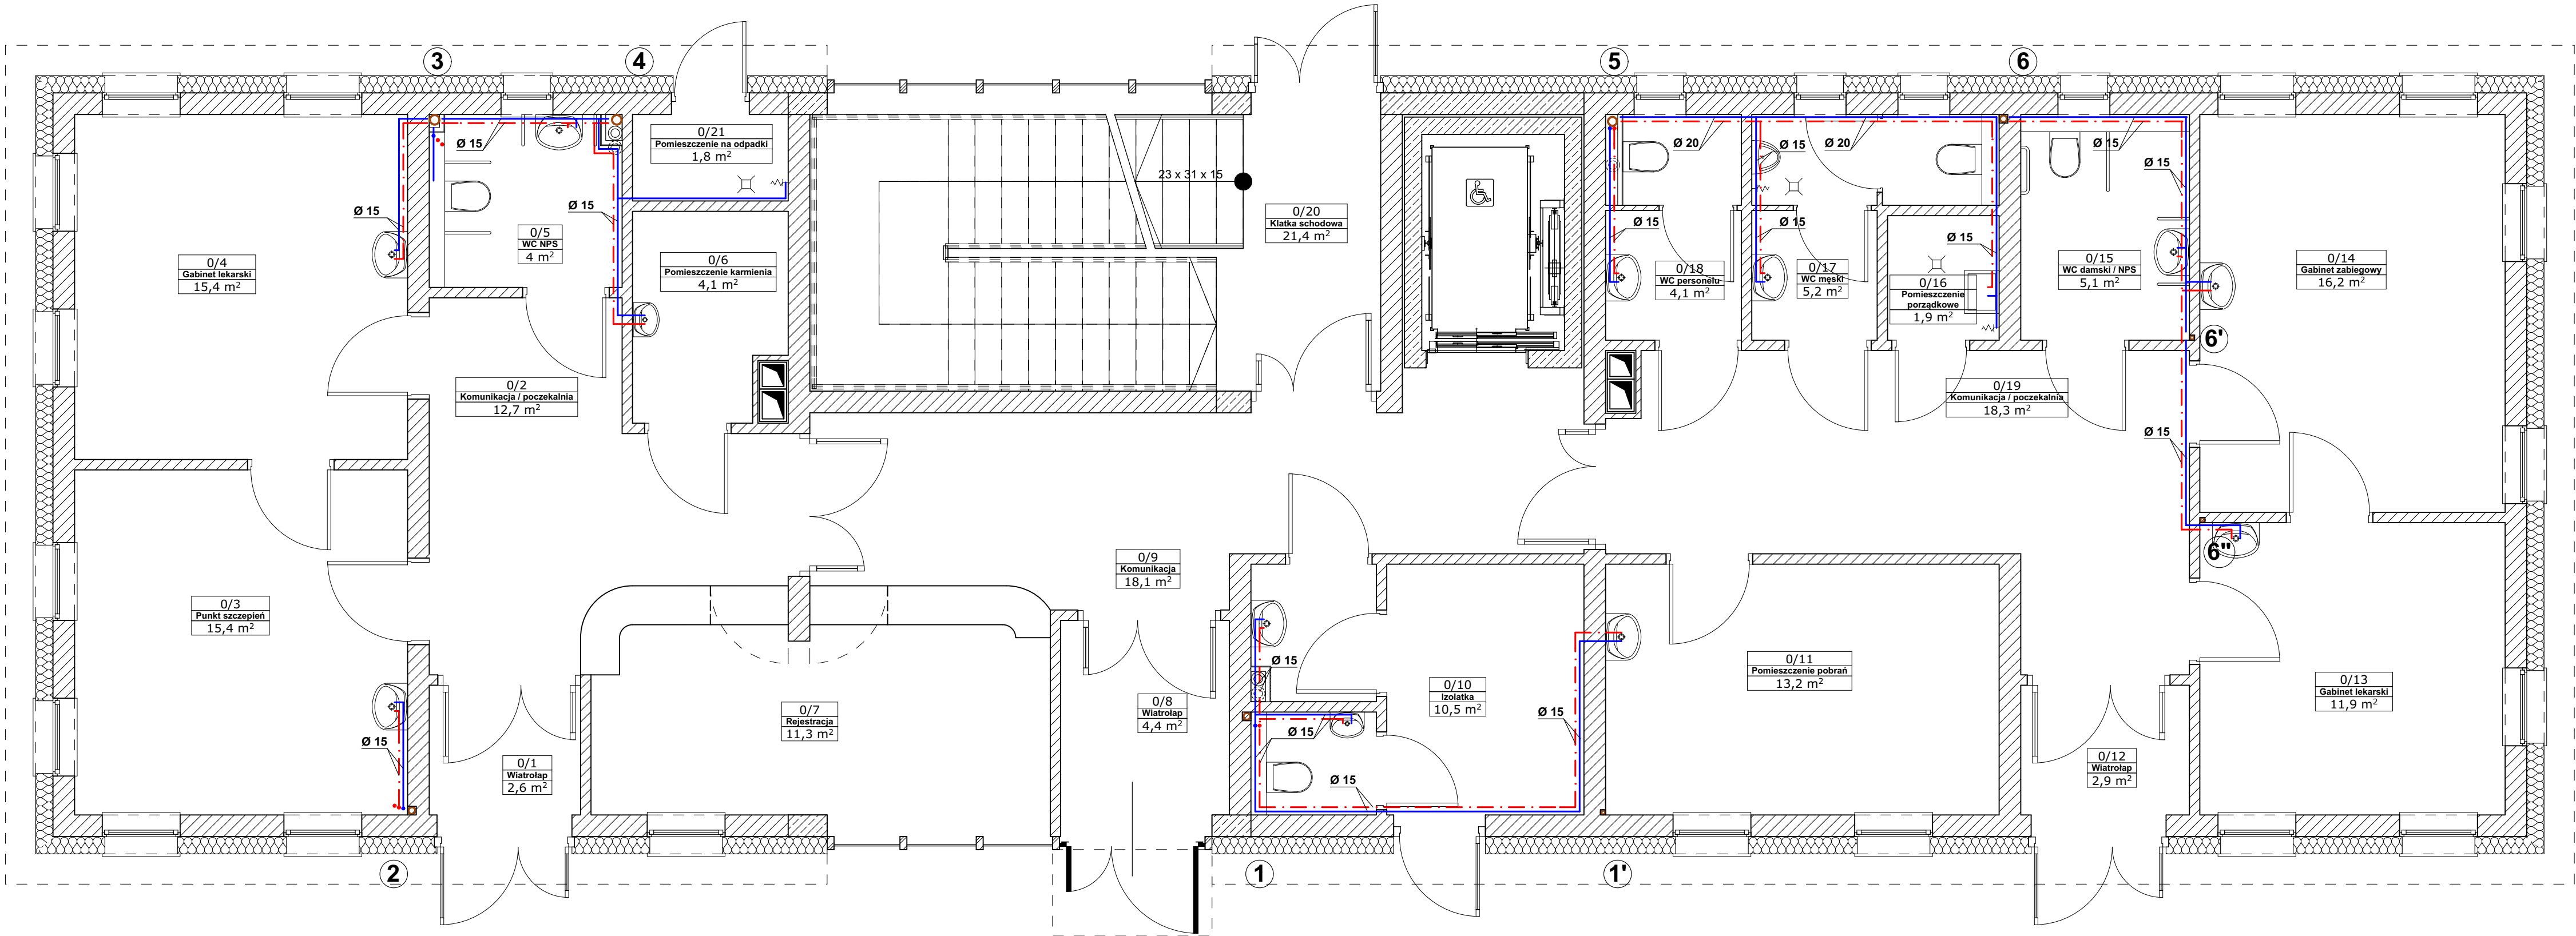 3
4
5
6
0/21
Pomieszczenie na odpadki
1,8 m²
Ø 15
Ø 15
Ø 15
0/4
Gabinet lekarski
15,4 m²
0/5
WC NPS
4 m²
0/6
Pomieszczenie karmienia
4,1 m²
0/2
Komunikacja / poczekalnia
12,7 m²
23 x 31 x 15
0/20
Klatka schodowa
21,4 m²
Ø 20
Ø 15
Ø 20
Ø 15
Ø 15
Ø 15
Ø 15
Ø 15
0/18
WC personelu
4,1 m²
0/17
WC męski
5,2 m²
0/16
Pomieszczenie
porządkowe
1,9 m²
0/15
WC damski / NPS
5,1 m²
0/14
Gabinet zabiegowy
16,2 m²
6'
0/19
Komunikacja / poczekalnia
18,3 m²
Ø 15
6"
0/3
Punkt szczepień
15,4 m²
Ø 15
0/1
Wiatrołap
2,6 m²
0/7
Rejestracja
11,3 m²
0/9
Komunikacja
18,1 m²
0/8
Wiatrołap
4,4 m²
Ø 15
Ø 15
Ø 15
0/10
Izolatka
10,5 m²
Ø 15
0/11
Pomieszczenie pobrań
13,2 m²
0/12
Wiatrołap
2,9 m²
0/13
Gabinet lekarski
11,9 m²
2
1
1'